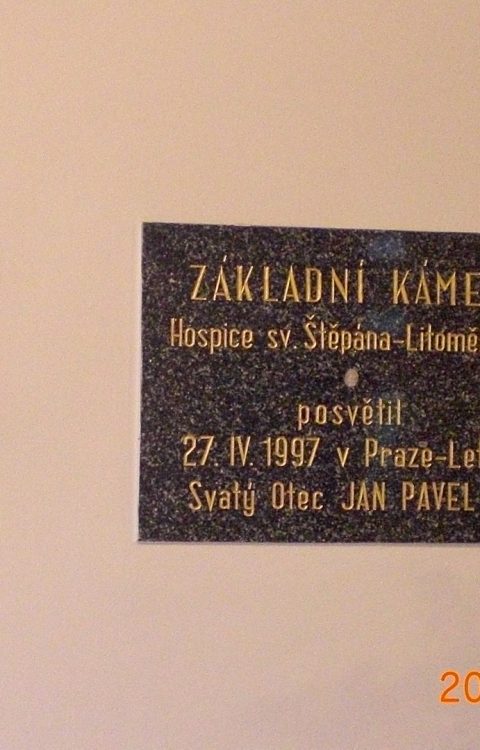 ZÁKLADNÍ KÁME
Hospice sv. Štěpána-Litomě
posvětil
27. IV. 1997 v Praze-Let
Svatý Otec JAN PAVEL
20